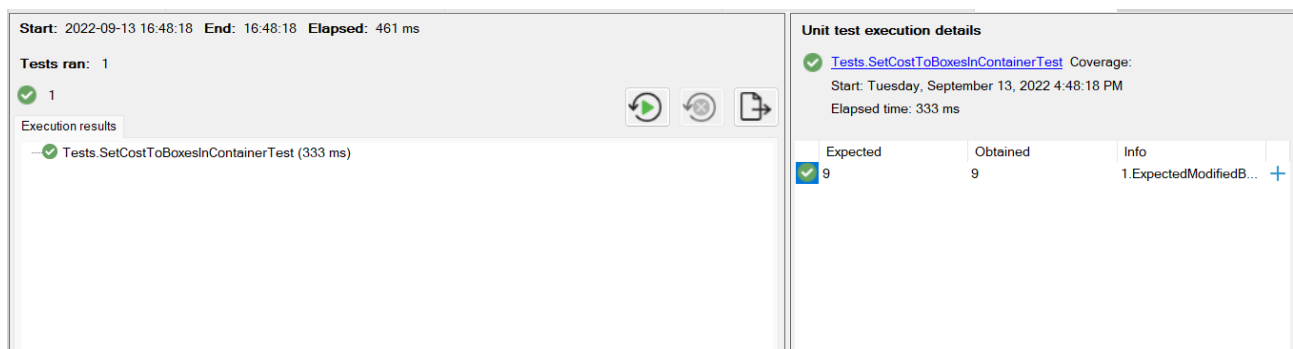 Start: 2022-09-13 16:48:18 End: 16:48:18 Elapsed: 461 ms
Tests ran: 1
1
Execution results
Tests.SetCostToBoxesInContainerTest (333 ms)
Unit test execution details
Tests.SetCostToBoxesInContainerTest Coverage:
Start: Tuesday, September 13, 2022 4:48:18 PM
Elapsed time: 333 ms
Expected Obtained Info
9 9 1.ExpectedModifiedB...